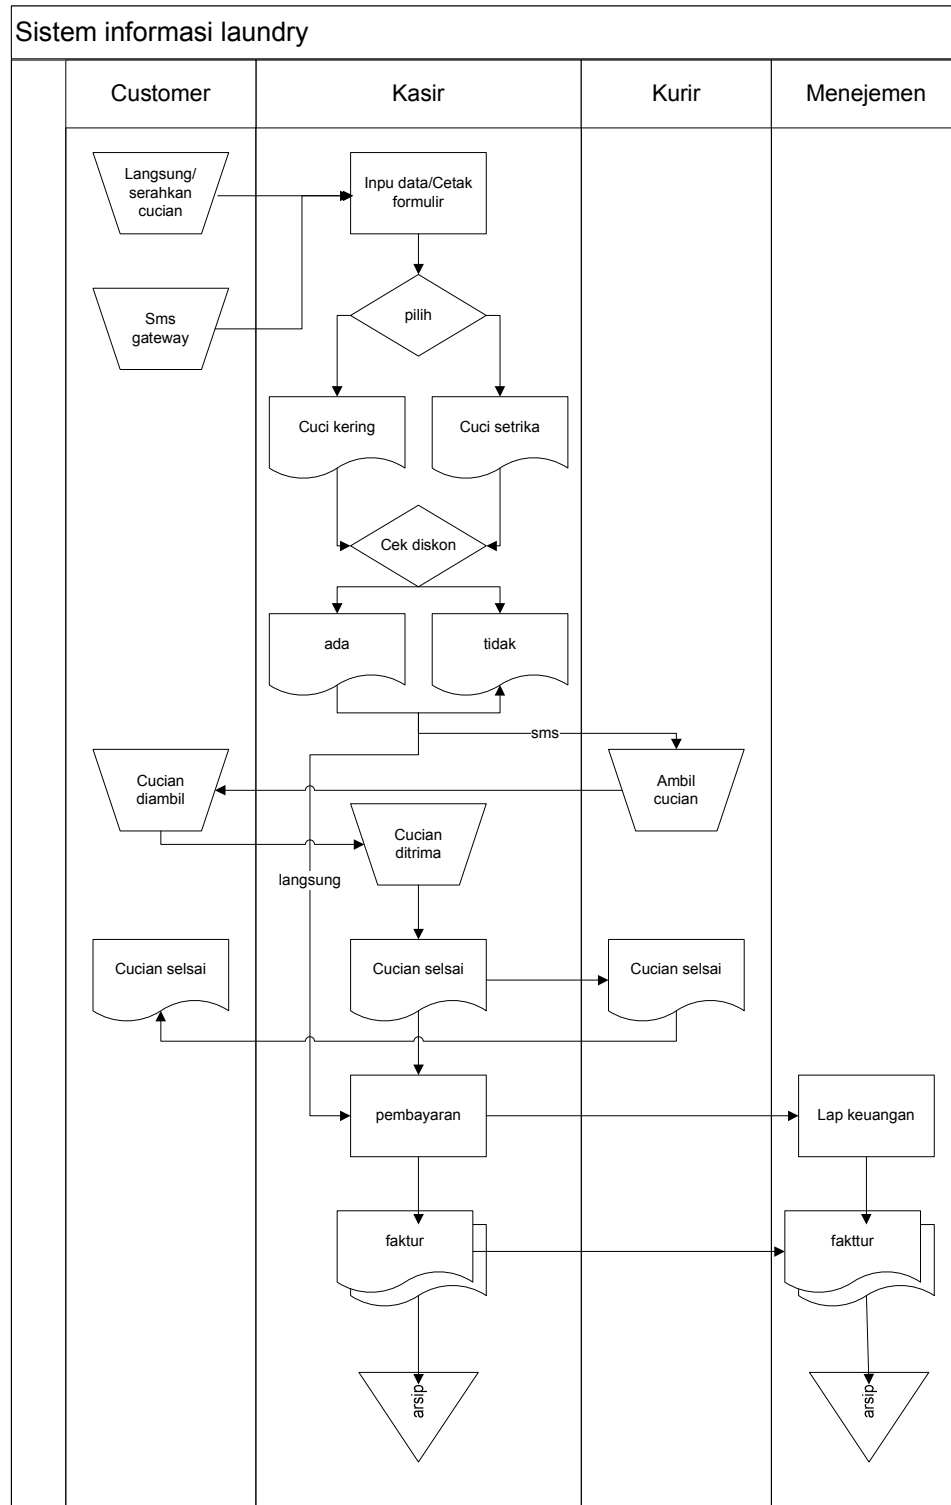 Sistem informasi laundry
Customer
Kasir
Kurir
Menejemen
Langsung/
serahkan
cucian
Inpu data/Cetak
formulir
Sms
gateway
pilih
Cuci kering
Cuci setrika
Cek diskon
ada
tidak
sms
Cucian
diambil
Ambil
cucian
Cucian
ditrima
langsung
Cucian selsai
Cucian selsai
Cucian selsai
pembayaran
Lap keuangan
faktur
fakttur
arsip
arsip